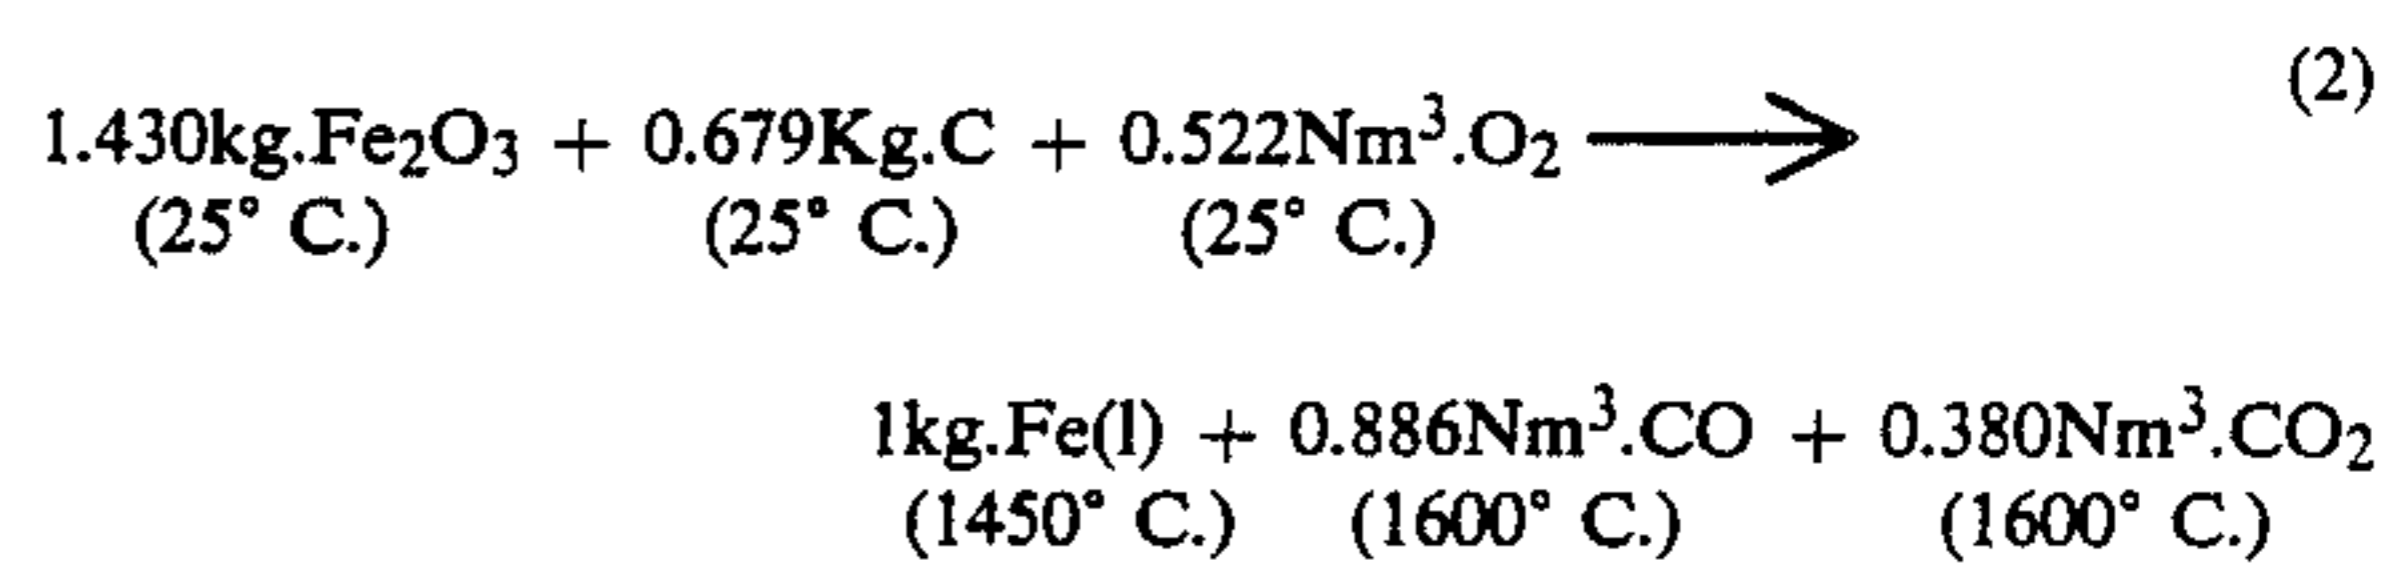 (2)
1.430kg.Fe₂O₃ + 0.679Kg.C + 0.522Nm³.O₂ ⟶
(25° C.) (25° C.) (25° C.)
1kg.Fe(l) + 0.886Nm³.CO + 0.380Nm³.CO₂
(1450° C.) (1600° C.) (1600° C.)